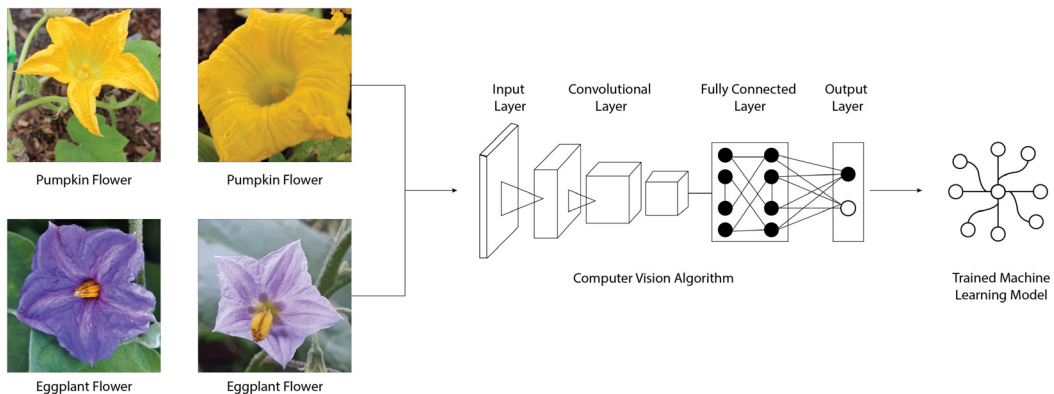 Pumpkin Flower
Pumpkin Flower
Eggplant Flower
Eggplant Flower
Input
Layer
Convolutional
Layer
Fully Connected
Layer
Output
Layer
Computer Vision Algorithm
Trained Machine
Learning Model